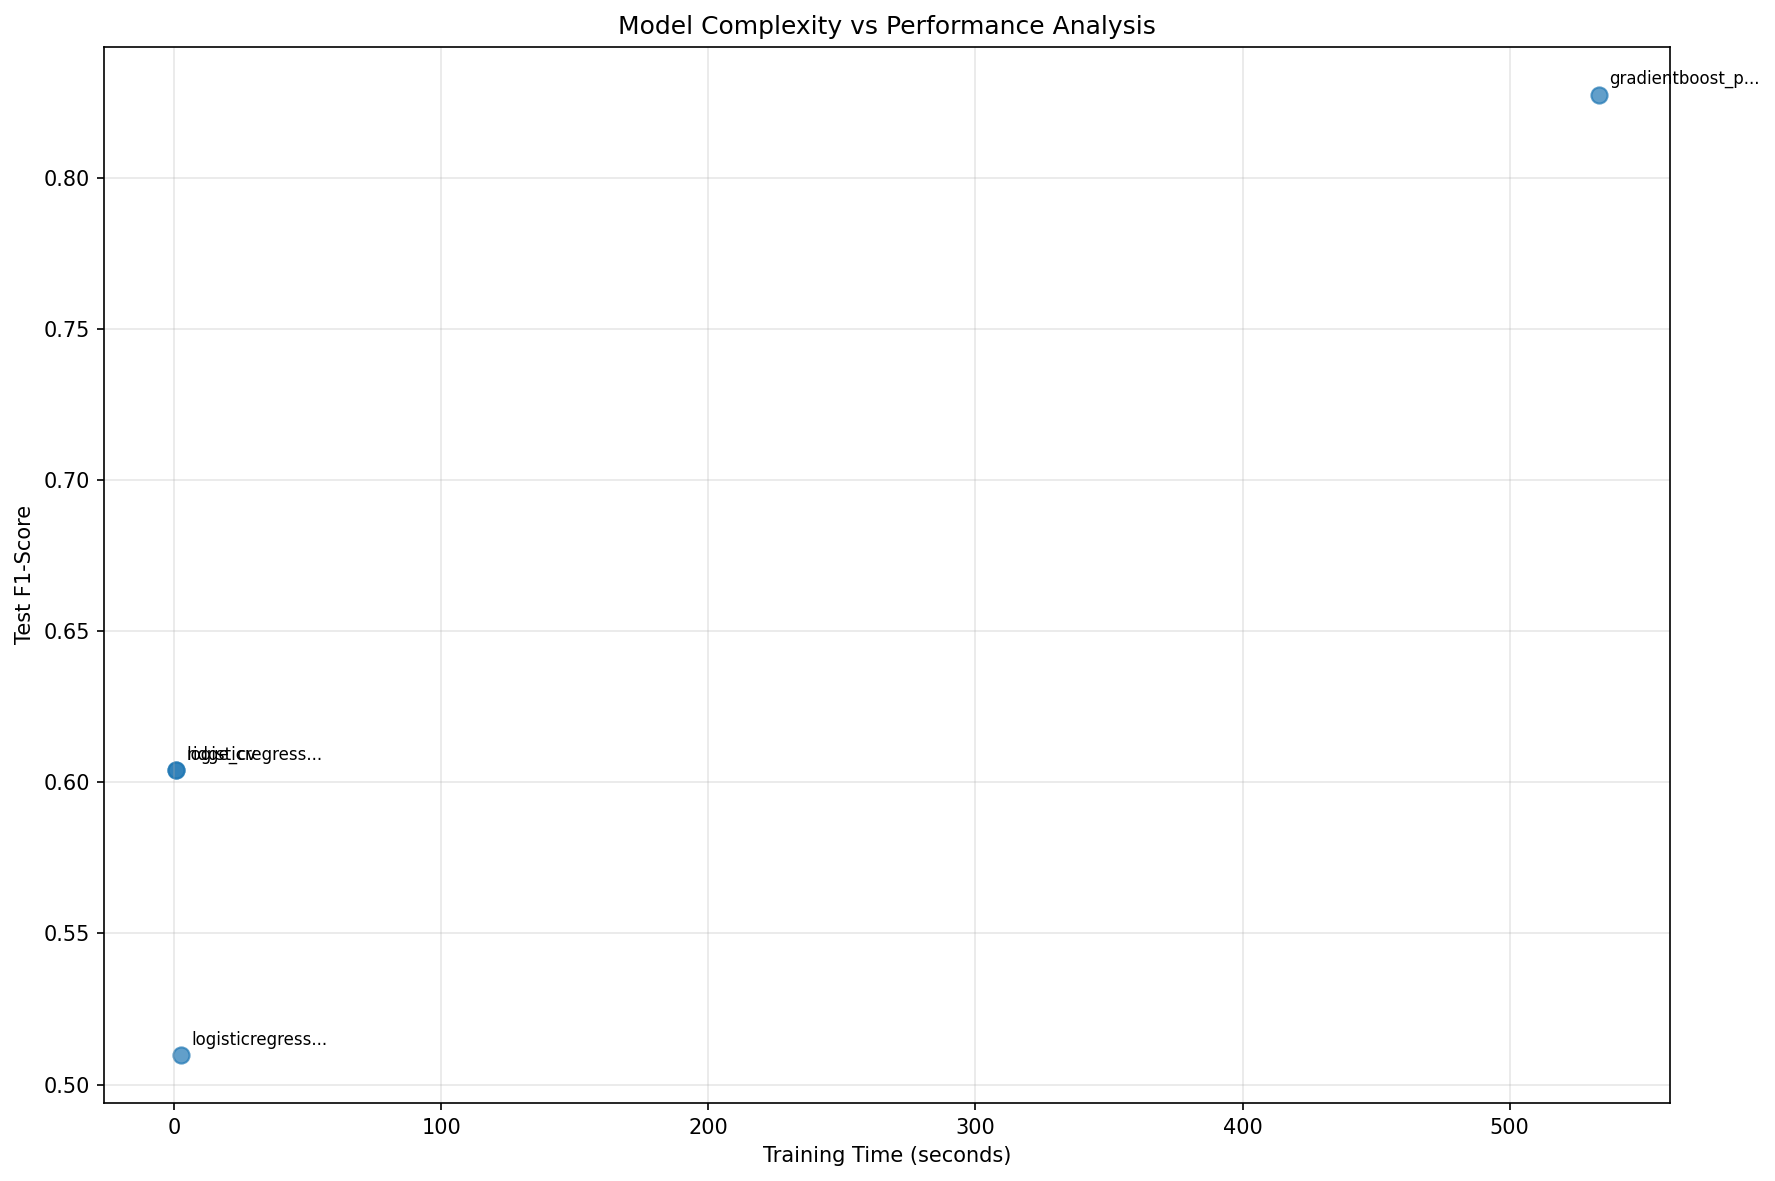 Model Complexity vs Performance Analysis
gradientboost_p...
0.80
0.75
0.70
0.65
0.60
0.55
0.50
Test F1-Score
logisticregress...
0
100
200
300
400
500
Training Time (seconds)